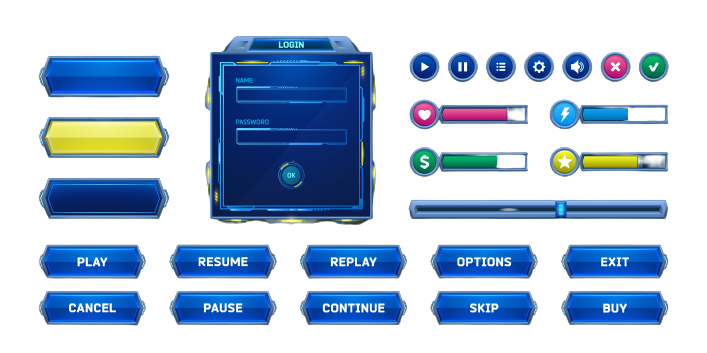 LOGIN
NAME
PASSWORD
OK
$
PLAY
RESUME
REPLAY
OPTIONS
EXIT
CANCEL
PAUSE
CONTINUE
SKIP
BUY